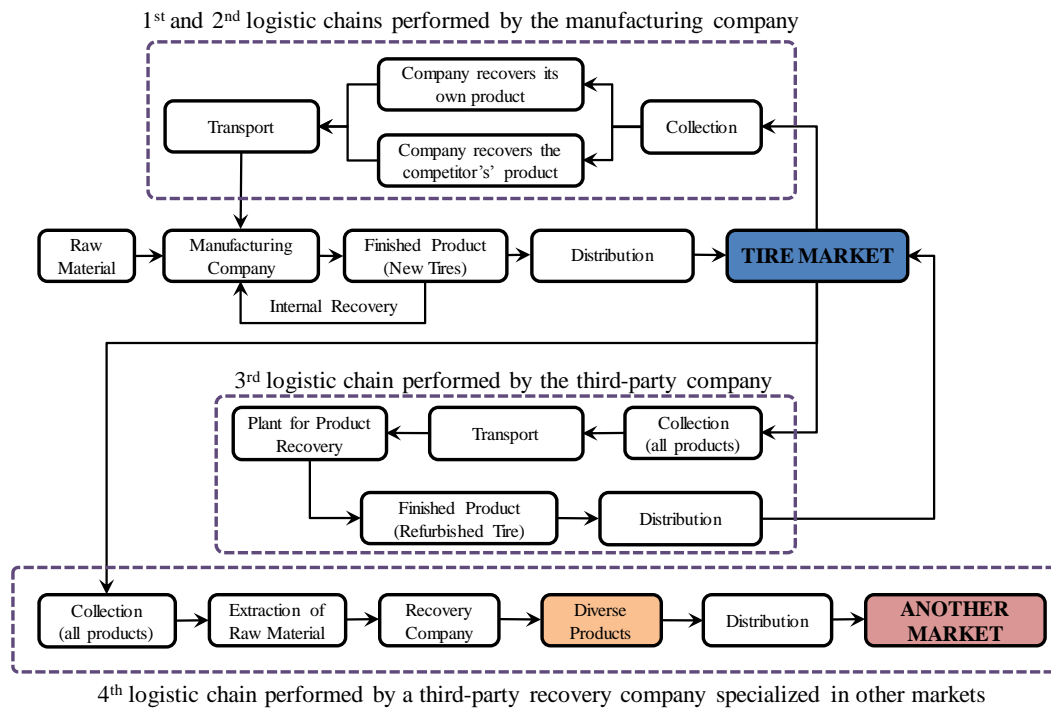 1st and 2nd logistic chains performed by the manufacturing company
Company recovers its
own product
Transport
Collection
Company recovers the
competitor's' product
Raw
Material
Manufacturing
Company
Finished Product
(New Tires)
Distribution
TIRE MARKET
Internal Recovery
3rd logistic chain performed by the third-party company
Plant for Product
Recovery
Transport
Collection
(all products)
Finished Product
(Refurbished Tire)
Distribution
Collection
(all products)
Extraction of
Raw Material
Recovery
Company
Diverse
Products
Distribution
ANOTHER
MARKET
4th logistic chain performed by a third-party recovery company specialized in other markets